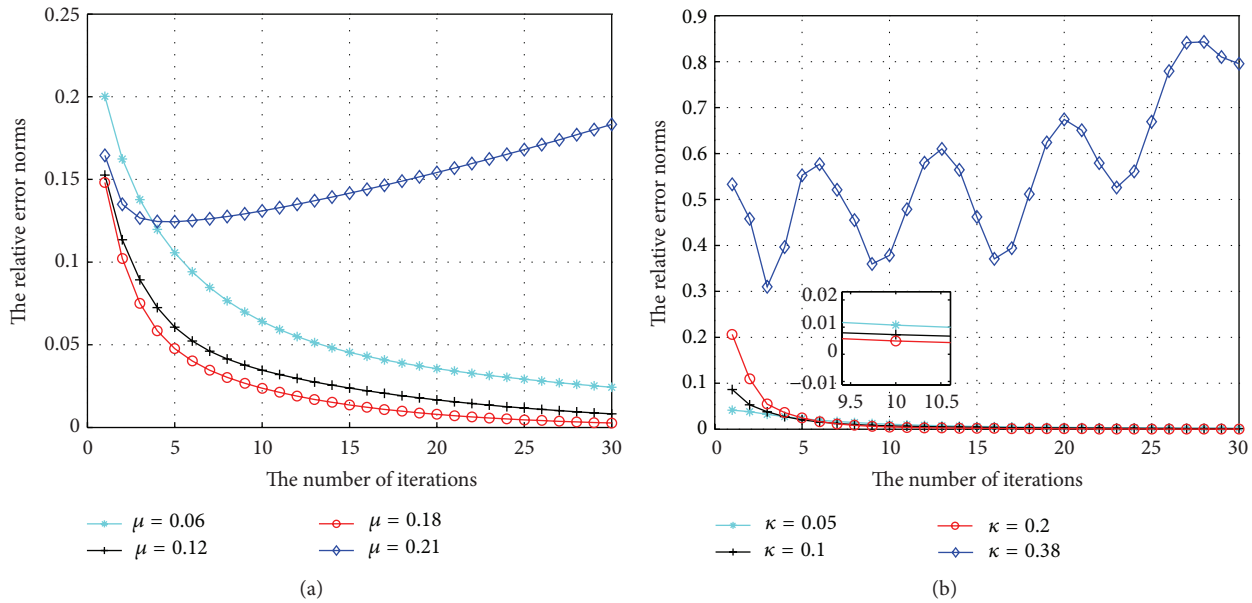 0.25
0.2
0.15
0.1
0.05
0
The relative error norms
0 5 10 15 20 25 30
The number of iterations
μ = 0.06
μ = 0.12
μ = 0.18
μ = 0.21
(a)
0.9
0.8
0.7
0.6
0.5
0.4
0.3
0.2
0.1
0
The relative error norms
0.02
0.01
0
−0.01
9.5 10 10.5
0 5 10 15 20 25 30
The number of iterations
κ = 0.05
κ = 0.1
κ = 0.2
κ = 0.38
(b)